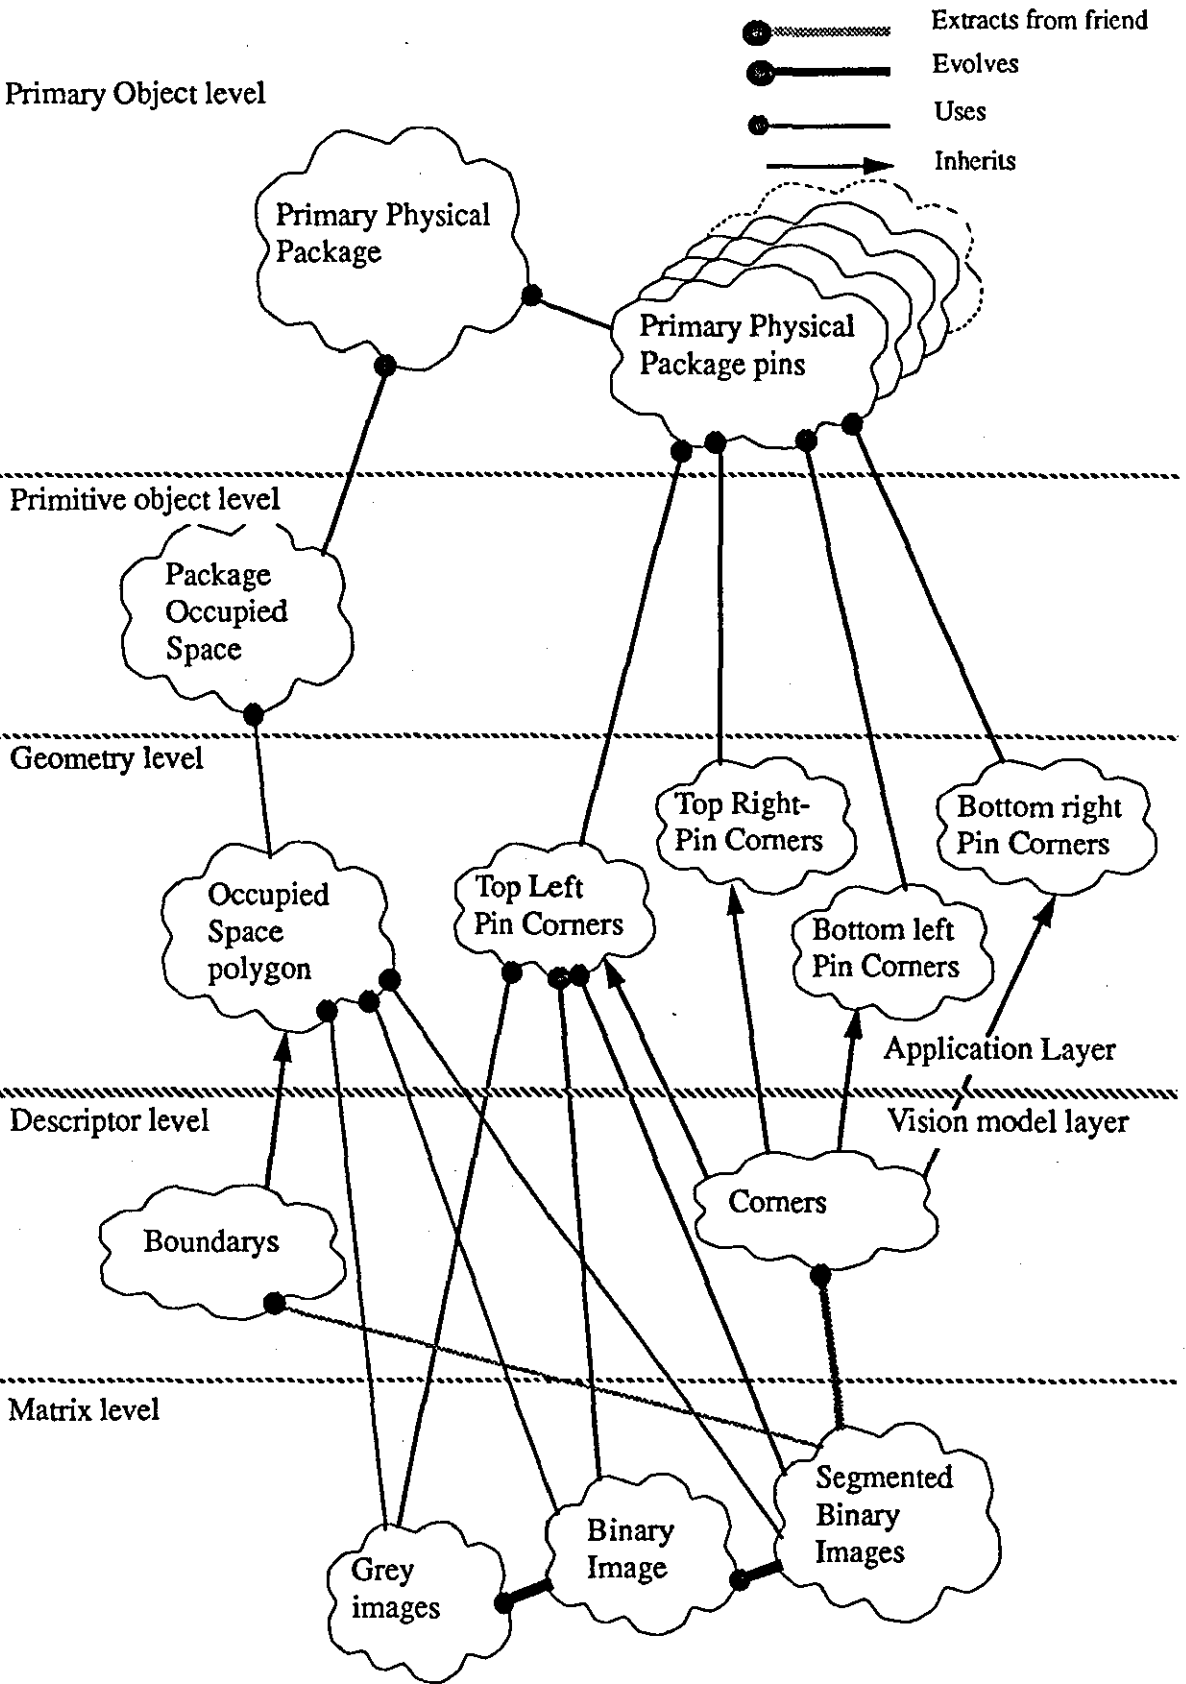 Extracts from friend
Evolves
Uses
Inherits
Primary Object level
Primary Physical
Package
Primary Physical
Package pins
Primitive object level
Package
Occupied
Space
Geometry level
Top Right-
Pin Corners
Bottom right
Pin Corners
Occupied
Space
polygon
Top Left
Pin Corners
Bottom left
Pin Corners
Application Layer
Descriptor level
Vision model layer
Corners
Boundarys
Matrix level
Segmented
Binary
Images
Binary
Image
Grey
images